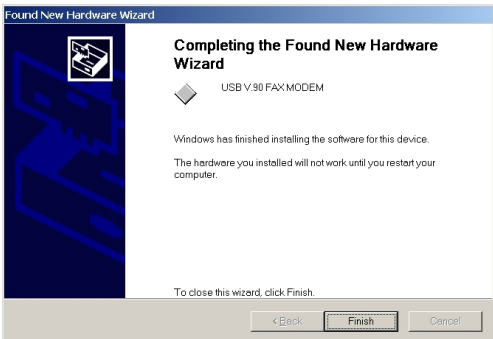 Found New Hardware Wizard
Completing the Found New Hardware
Wizard
USB V.90 FAX MODEM
Windows has finished installing the software for this device.
The hardware you installed will not work until you restart your
computer.
To close this wizard, click Finish.
< Back Finish Cancel